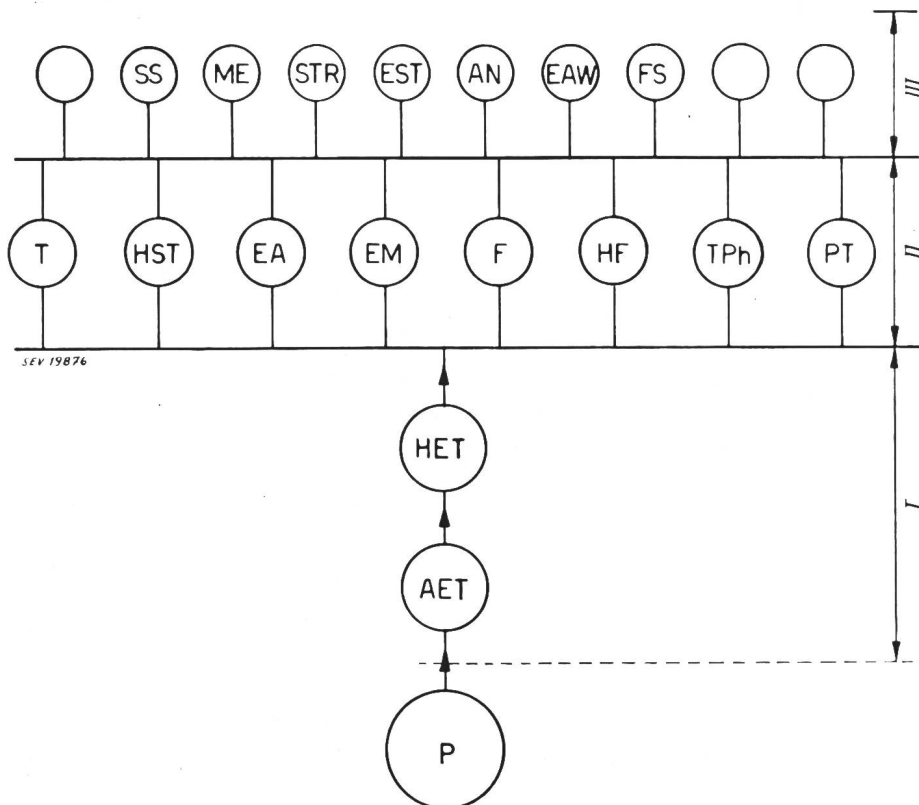 SS ME STR EST AN EAW FS
III
T HST EA EM F HF TPh PT
II
SEV 19876
HET
I
AET
P